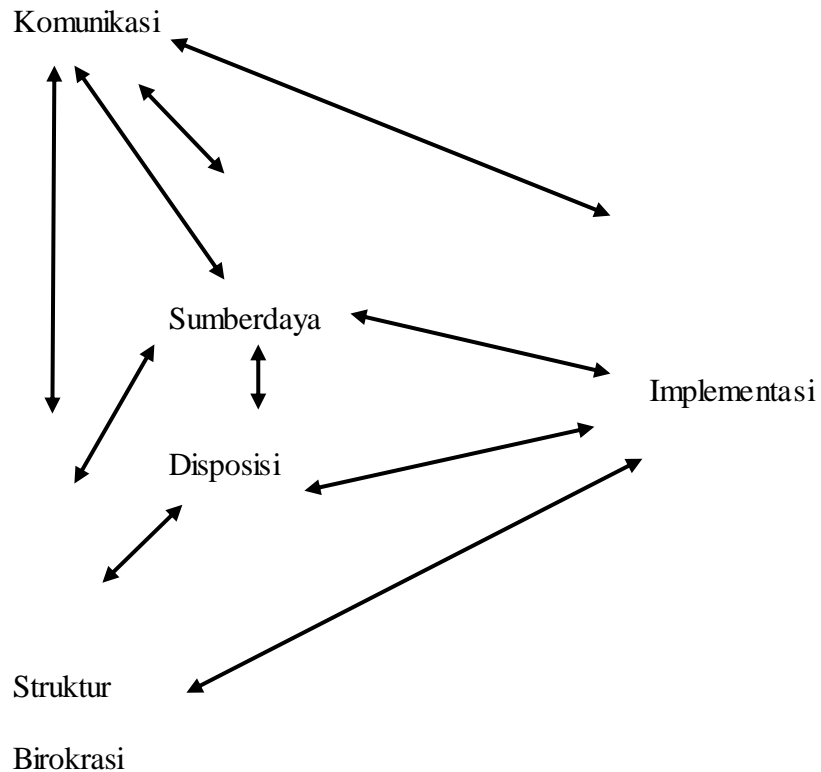 Komunikasi
Sumberdaya
Implementasi
Disposisi
Struktur
Birokrasi